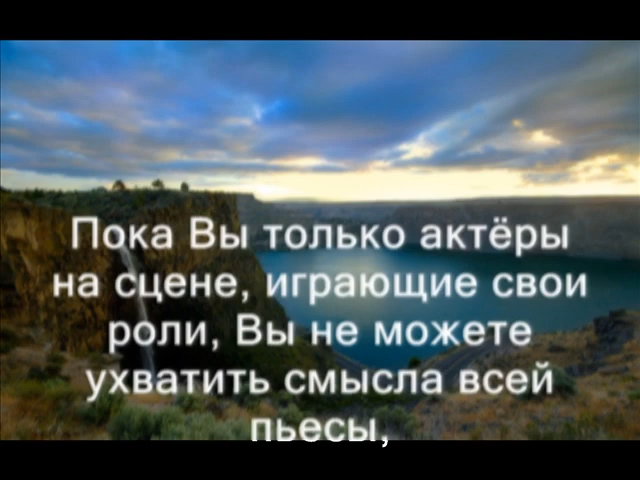 Пока Вы только актёры
на сцене, играющие свои
роли, Вы не можете
ухватить смысла всей
пьесы,